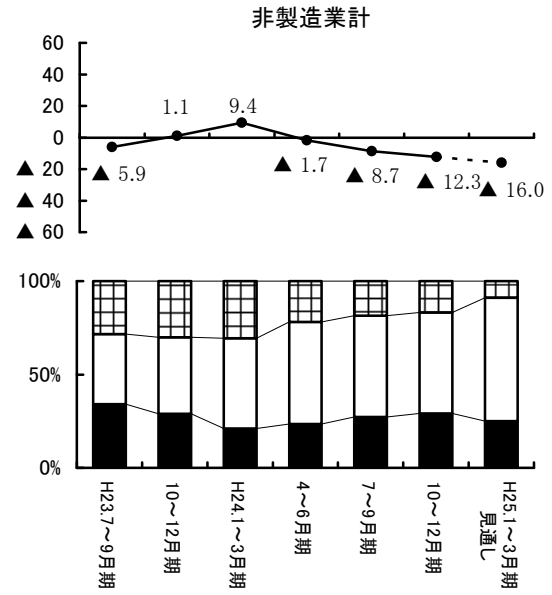 非製造業計
60
40
20
0
▲ 20
▲ 40
▲ 60
▲ 5.9
1.1
9.4
▲ 1.7
▲ 8.7
▲ 12.3
▲ 16.0
100%
50%
0%
H23.7～9月期
10～12月期
H24.1～3月期
4～6月期
7～9月期
10～12月期
H25.1～3月期
見通し